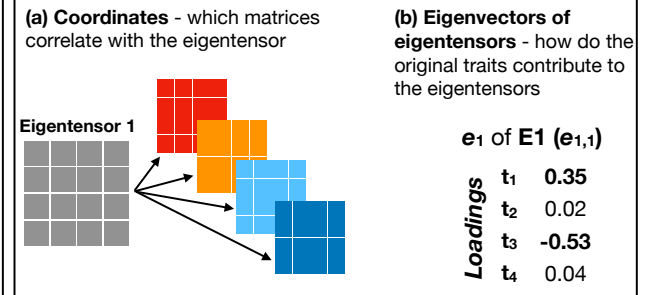 (a) Coordinates - which matrices
correlate with the eigentensor
Eigentensor 1
(b) Eigenvectors of
eigentensors - how do the
original traits contribute to
the eigentensors
e1 of E1 (e1,1)
Loadings
t1 0.35
t2 0.02
t3 -0.53
t4 0.04